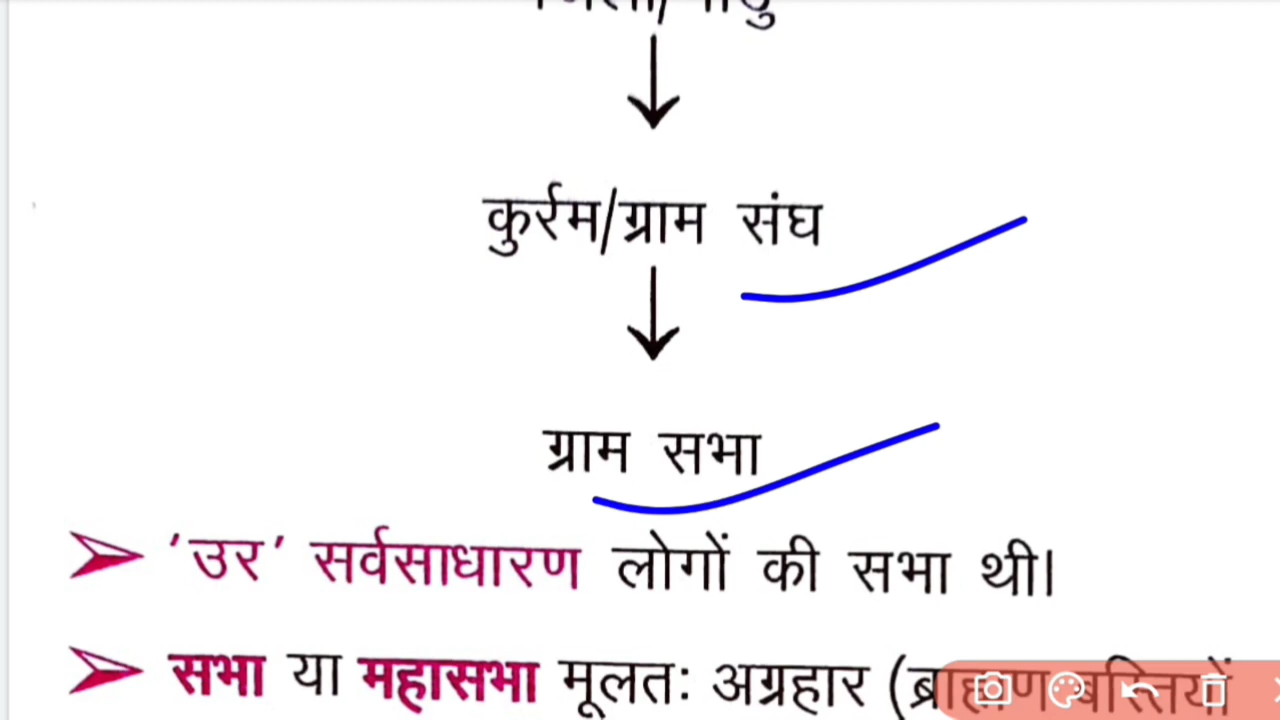 कुर्रम/ग्राम संघ
ग्राम सभा
'उर' सर्वसाधारण लोगों की सभा थी।
सभा या महासभा मूलतः अग्रहार (ब्राह्मण बस्तियों